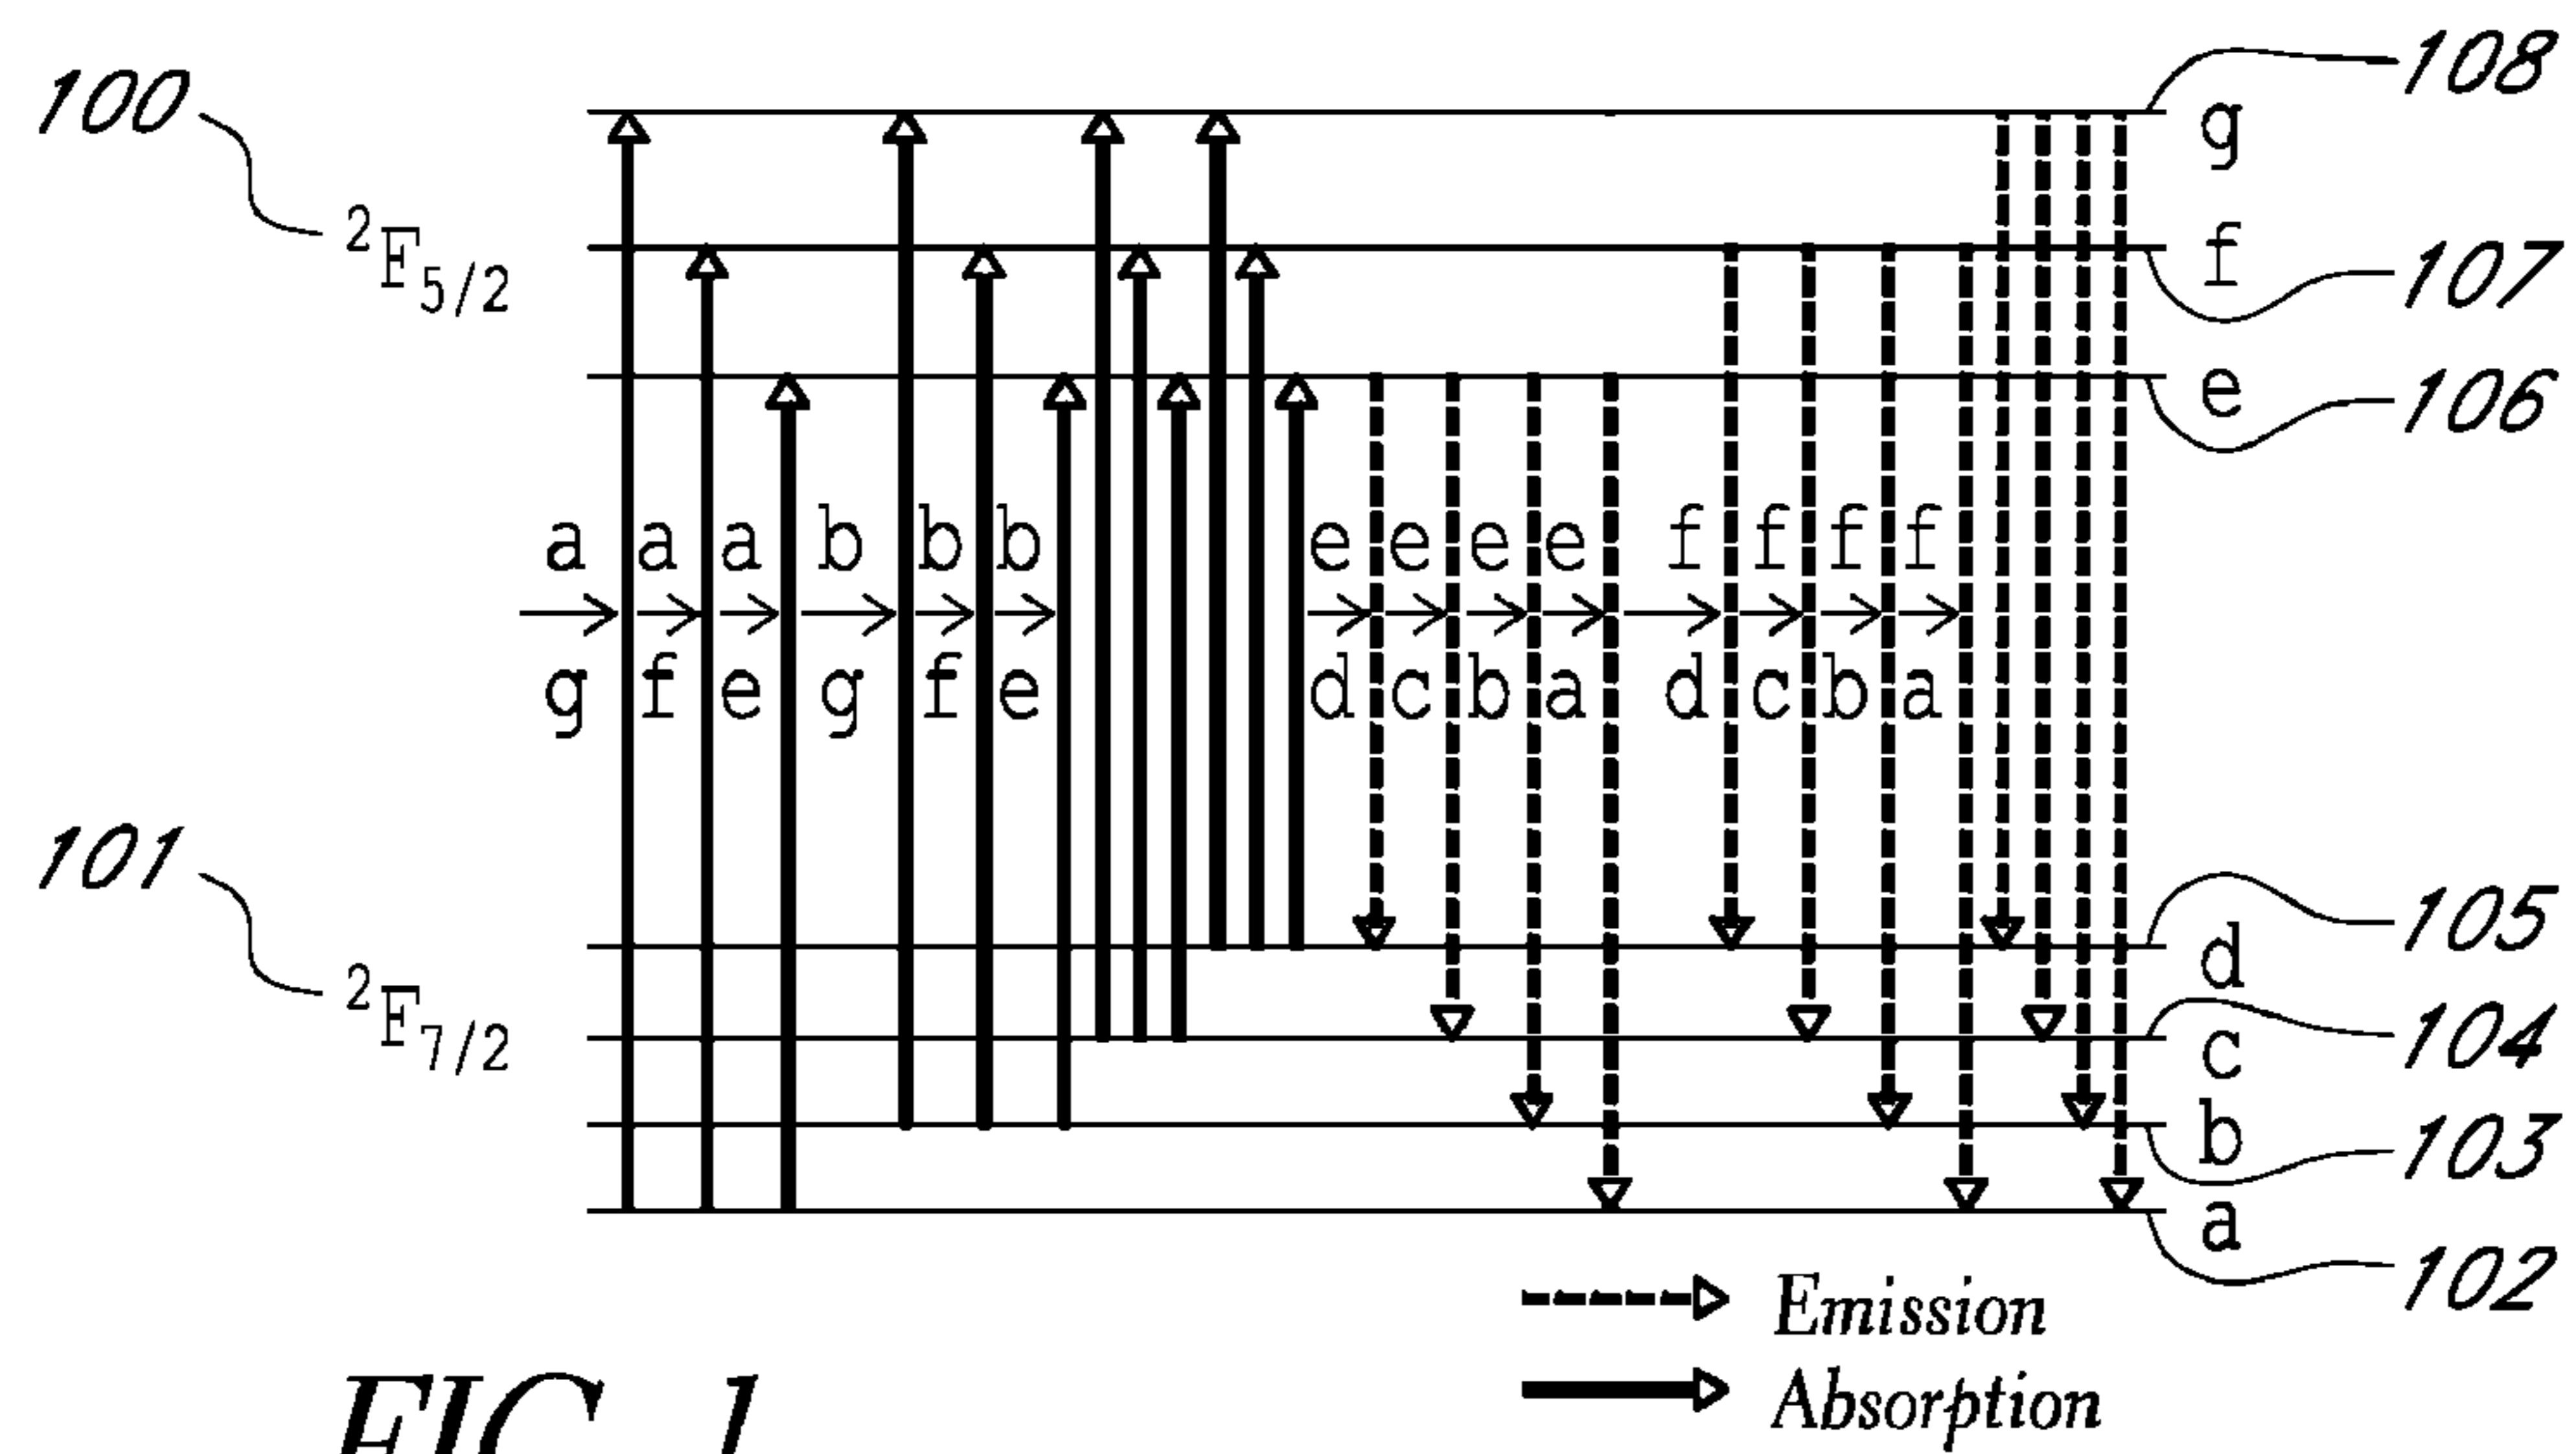 100
108
g
²F5/2
f
107
e
106
a a a b b b e e e e f f f f
g f e g f e d c b a d c b a
101
105
d
²F7/2
104
c
b
103
a
102
Emission
Absorption
FIG. 1